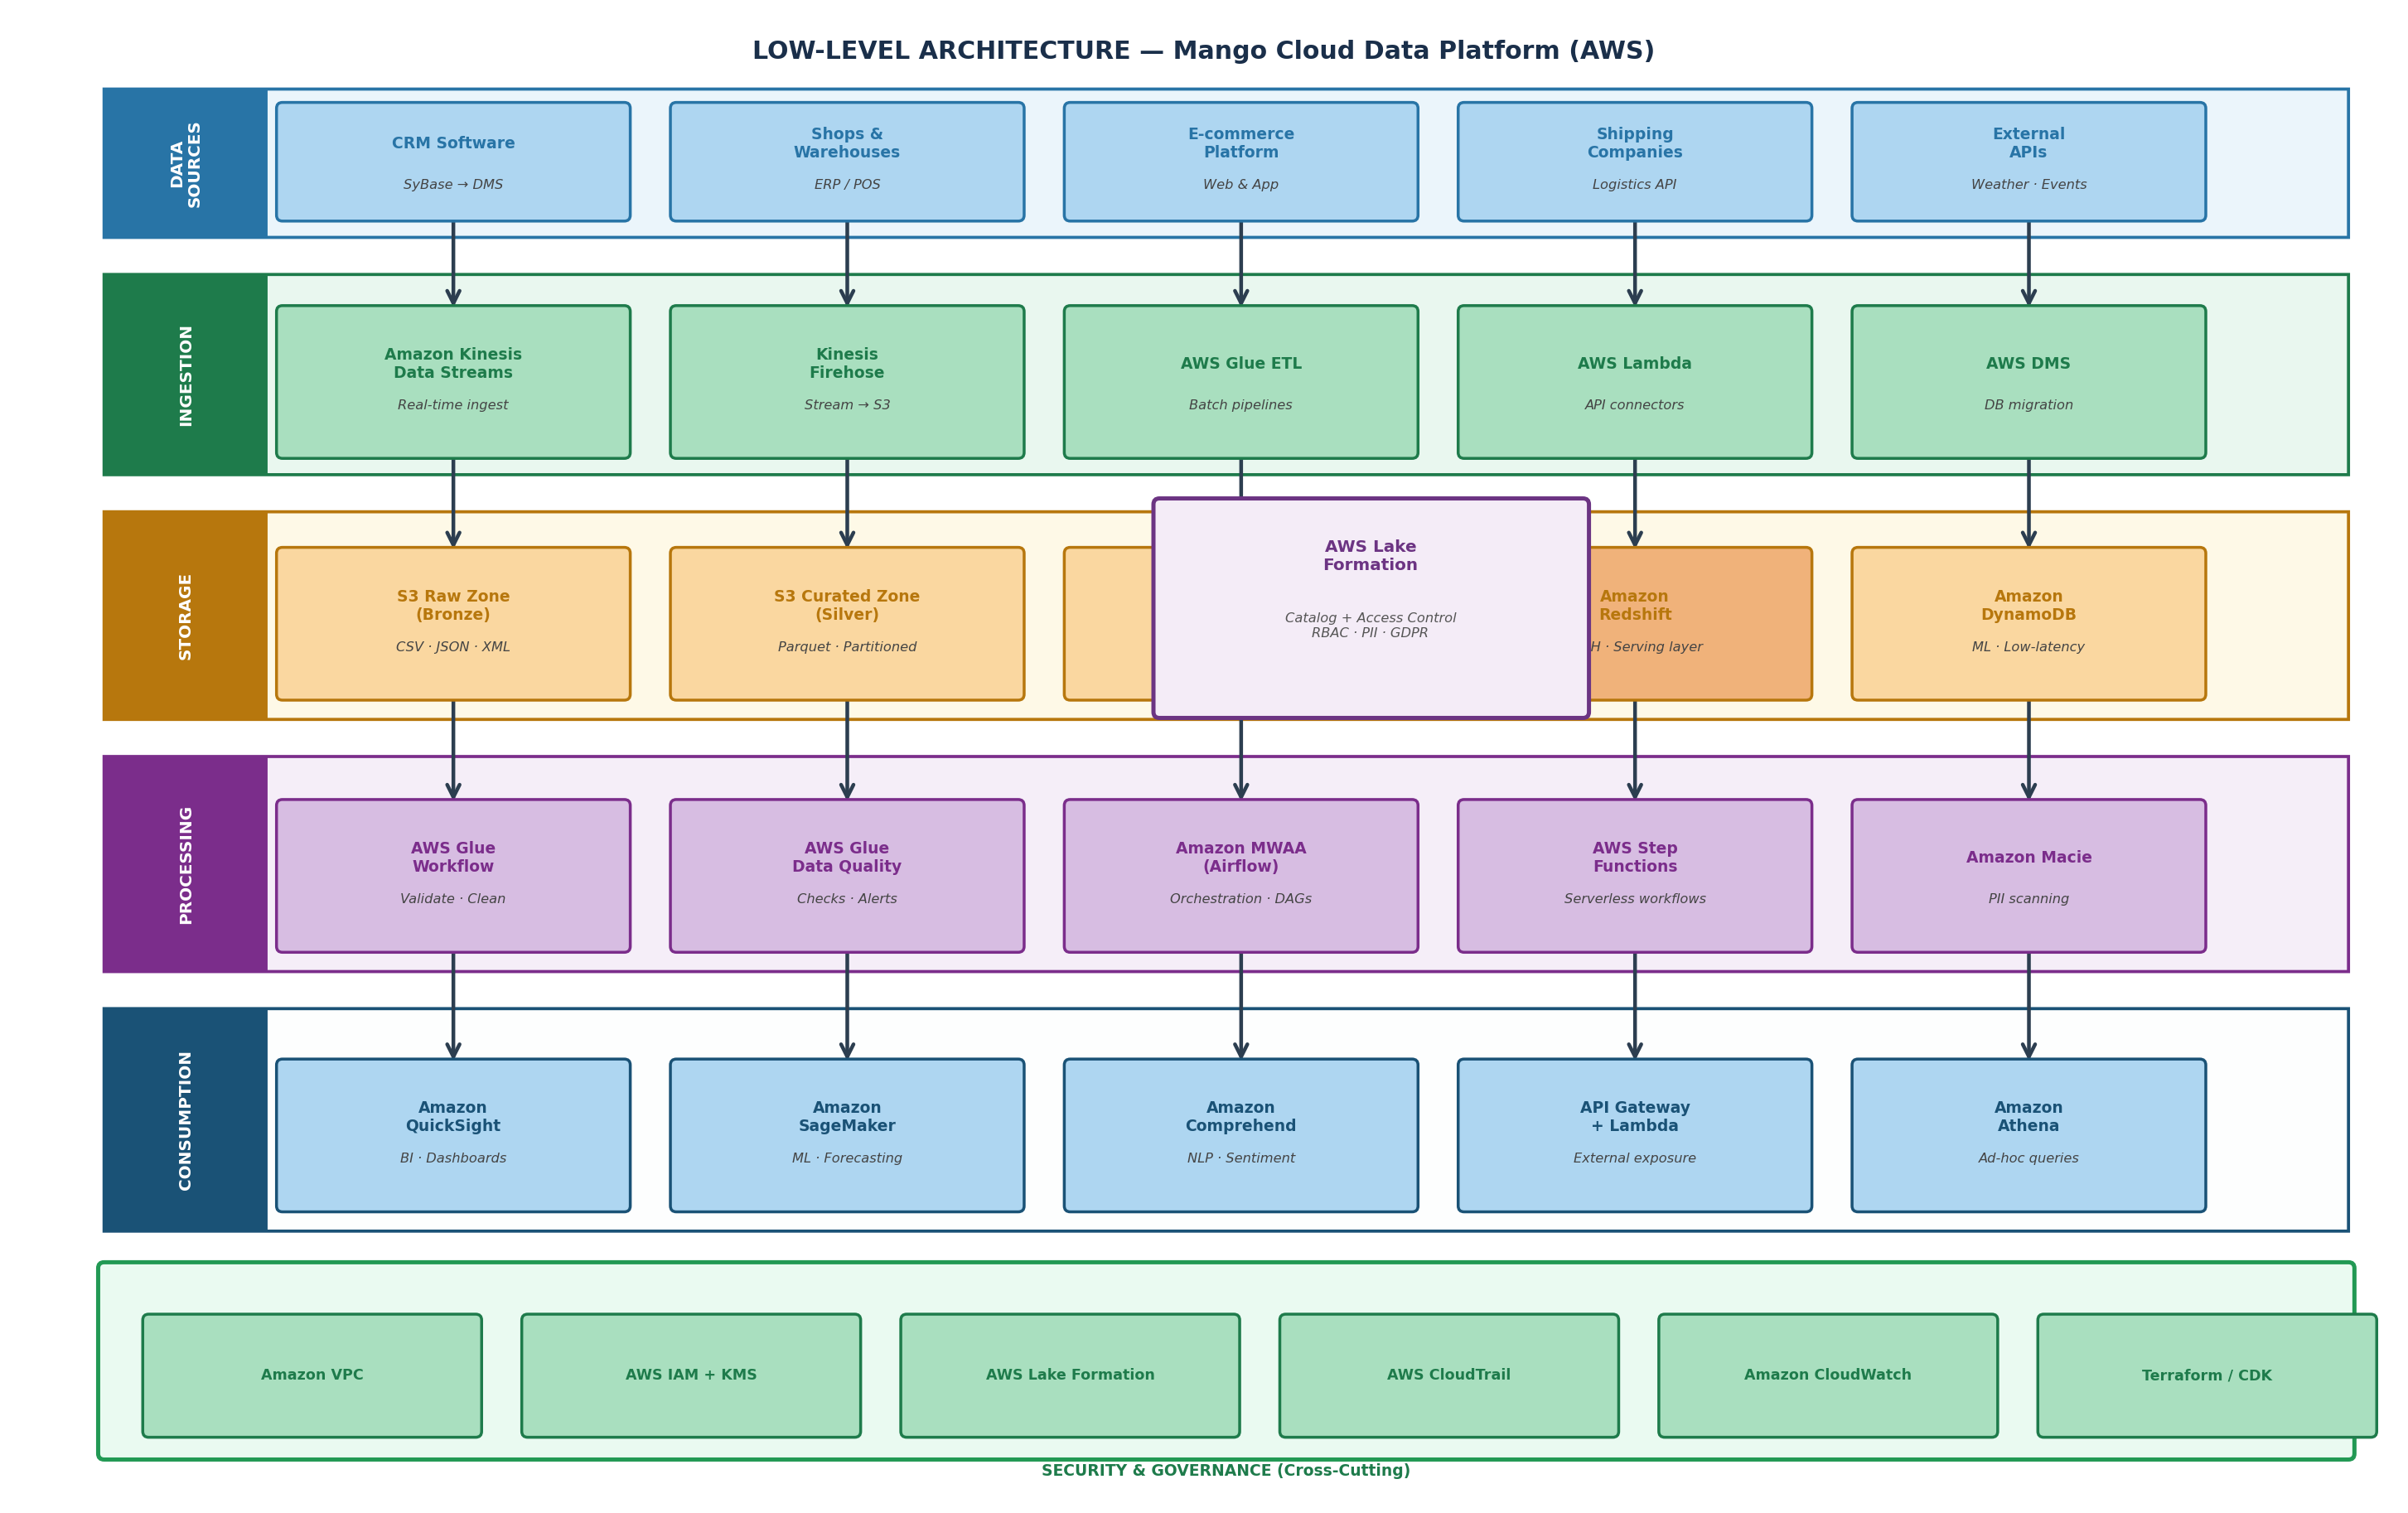 LOW-LEVEL ARCHITECTURE — Mango Cloud Data Platform (AWS)
DATA
SOURCES
CRM Software
SyBase → DMS
Shops &
Warehouses
ERP / POS
E-commerce
Platform
Web & App
Shipping
Companies
Logistics API
External
APIs
Weather · Events
INGESTION
Amazon Kinesis
Data Streams
Real-time ingest
Kinesis
Firehose
Stream → S3
AWS Glue ETL
Batch pipelines
AWS Lambda
API connectors
AWS DMS
DB migration
STORAGE
S3 Raw Zone
(Bronze)
CSV · JSON · XML
S3 Curated Zone
(Silver)
Parquet · Partitioned
AWS Lake
Formation
Catalog + Access Control
RBAC · PII · GDPR
Amazon
Redshift
H · Serving layer
Amazon
DynamoDB
ML · Low-latency
PROCESSING
AWS Glue
Workflow
Validate · Clean
AWS Glue
Data Quality
Checks · Alerts
Amazon MWAA
(Airflow)
Orchestration · DAGs
AWS Step
Functions
Serverless workflows
Amazon Macie
PII scanning
CONSUMPTION
Amazon
QuickSight
BI · Dashboards
Amazon
SageMaker
ML · Forecasting
Amazon
Comprehend
NLP · Sentiment
API Gateway
+ Lambda
External exposure
Amazon
Athena
Ad-hoc queries
Amazon VPC
AWS IAM + KMS
AWS Lake Formation
AWS CloudTrail
Amazon CloudWatch
Terraform / CDK
SECURITY & GOVERNANCE (Cross-Cutting)